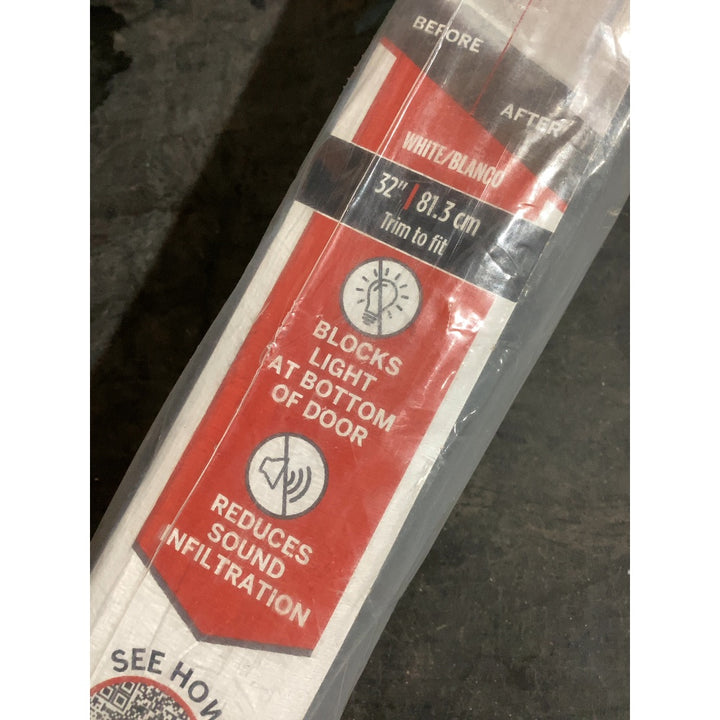 BEFORE
AFTER
WHITE/BLANCO
32" | 81.3 cm
Trim to fit
BLOCKS
LIGHT
AT BOTTOM
OF DOOR
REDUCES
SOUND
INFILTRATION
SEE HOW